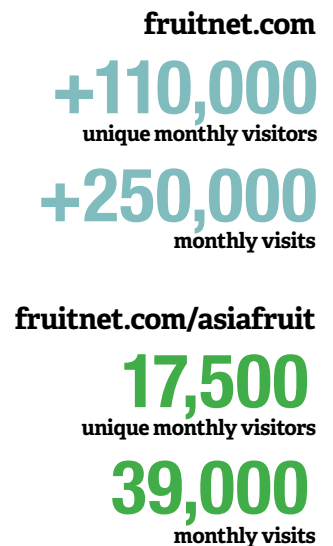 fruitnet.com
+110,000
unique monthly visitors
+250,000
monthly visits
fruitnet.com/asiafruit
17,500
unique monthly visitors
39,000
monthly visits